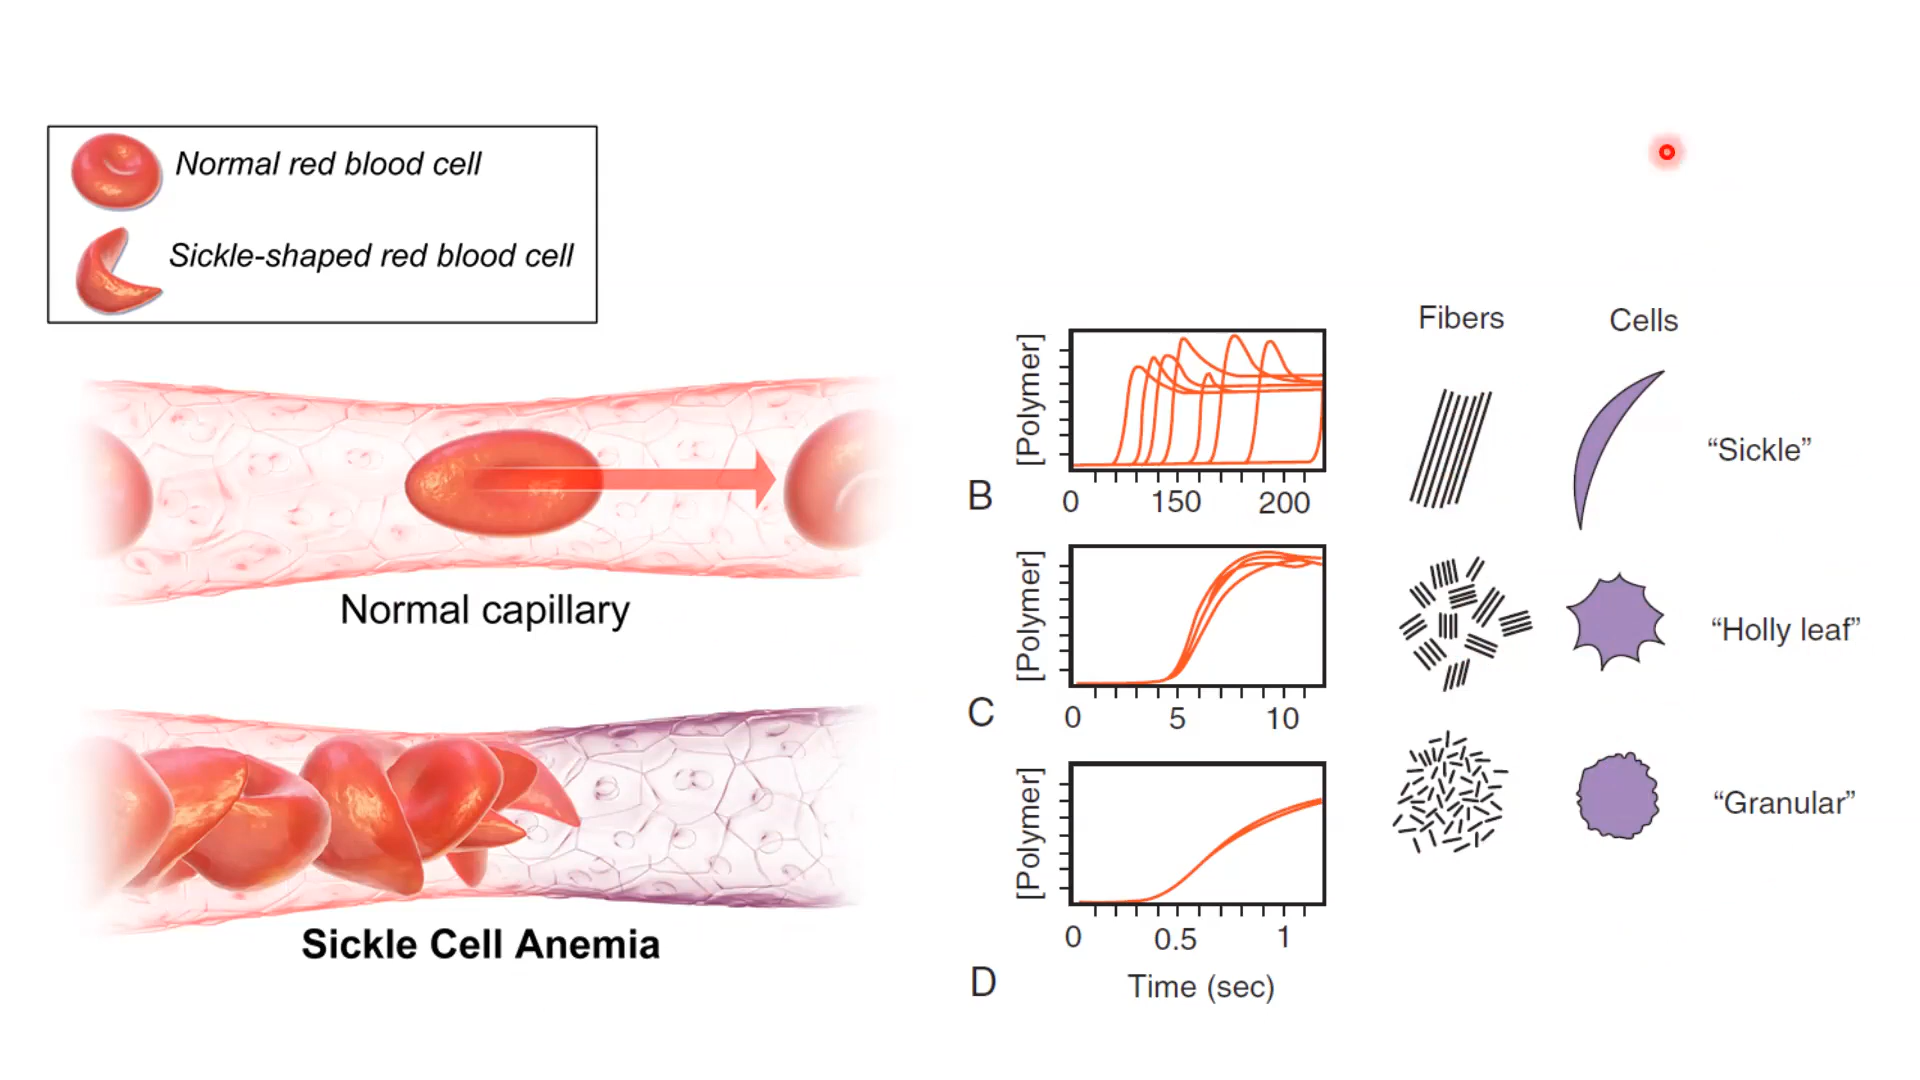 Normal red blood cell
Sickle-shaped red blood cell
Normal capillary
Sickle Cell Anemia
Fibers
Cells
[Polymer]
B
0 150 200
“Sickle”
[Polymer]
C
0 5 10
“Holly leaf”
[Polymer]
0 0.5 1
D
Time (sec)
“Granular”